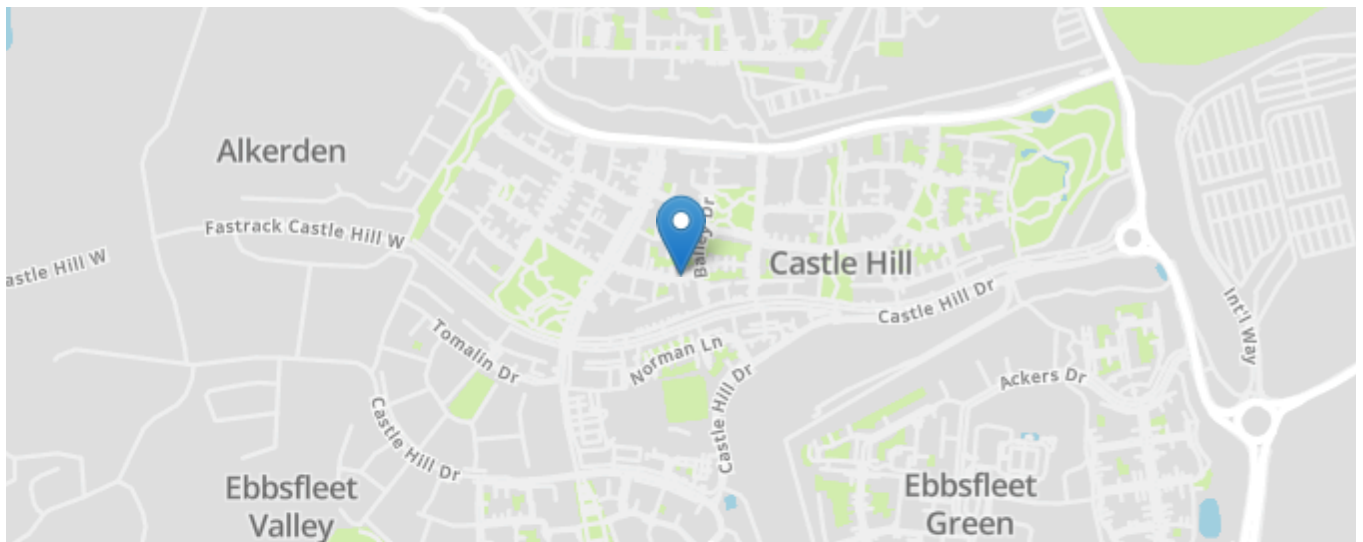 Alkerden
Fastrack Castle Hill W
astle Hill W
Bailey Dr
Castle Hill
Castle Hill Dr
Int'l Way
Tomalin Dr
Norman Ln
Ackers Dr
Castle Hill Dr
Castle Hill Dr
Ebbsfleet
Valley
Ebbsfleet
Green